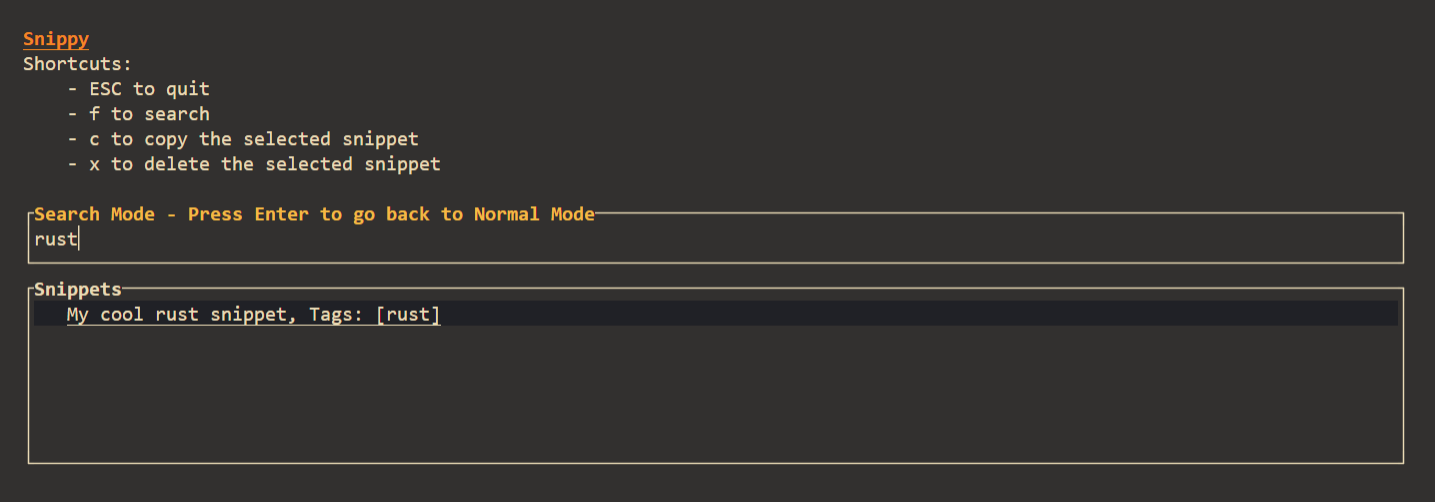 Snippy
Shortcuts:
- ESC to quit
- f to search
- c to copy the selected snippet
- x to delete the selected snippet
Search Mode - Press Enter to go back to Normal Mode
rust
Snippets
My cool rust snippet, Tags: [rust]